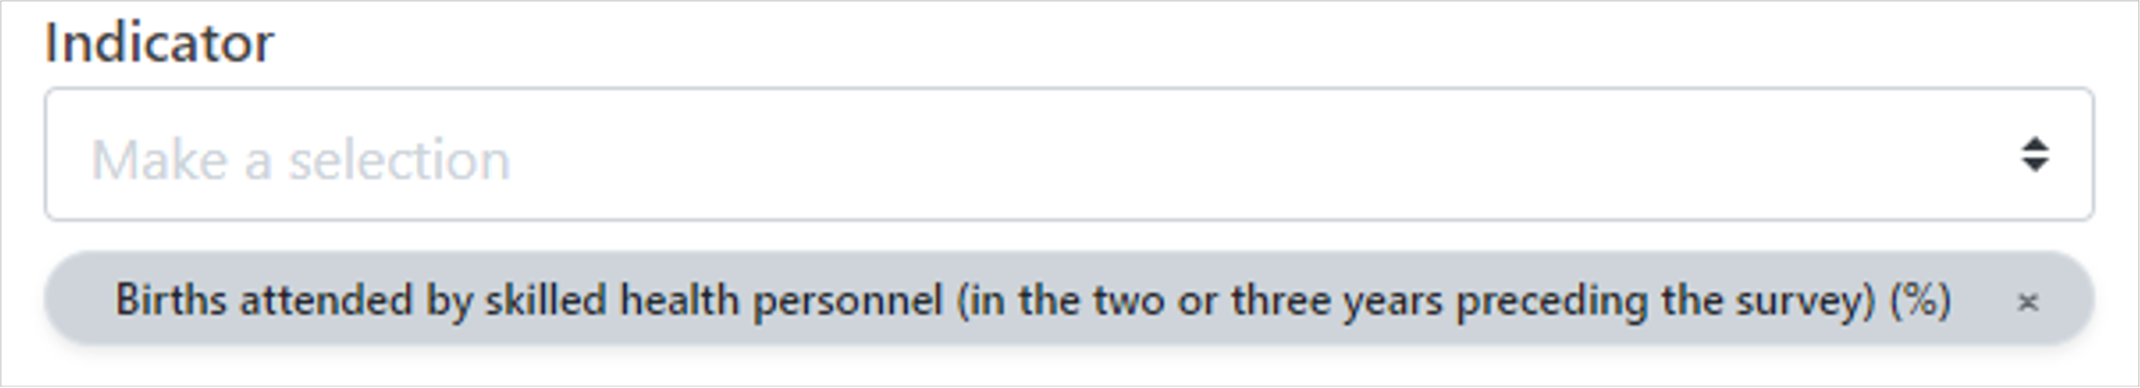 Indicator
Make a selection
Births attended by skilled health personnel (in the two or three years preceding the survey) (%) ×